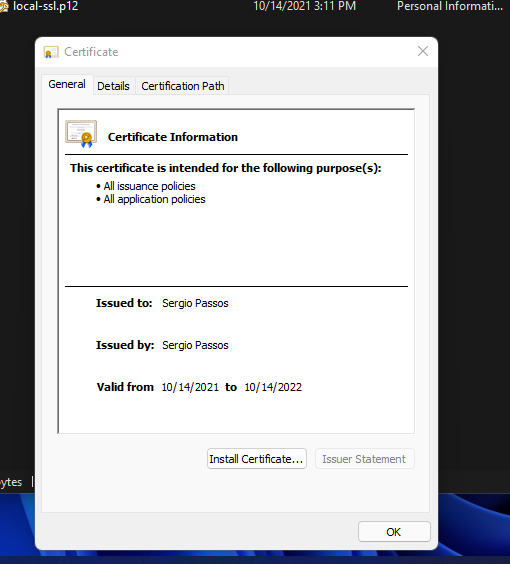 local-ssl.p12 10/14/2021 3:11 PM Personal Informati...
Certificate
General Details Certification Path
Certificate Information
This certificate is intended for the following purpose(s):
• All issuance policies
• All application policies
Issued to: Sergio Passos
Issued by: Sergio Passos
Valid from 10/14/2021 to 10/14/2022
Install Certificate... Issuer Statement
ytes
OK